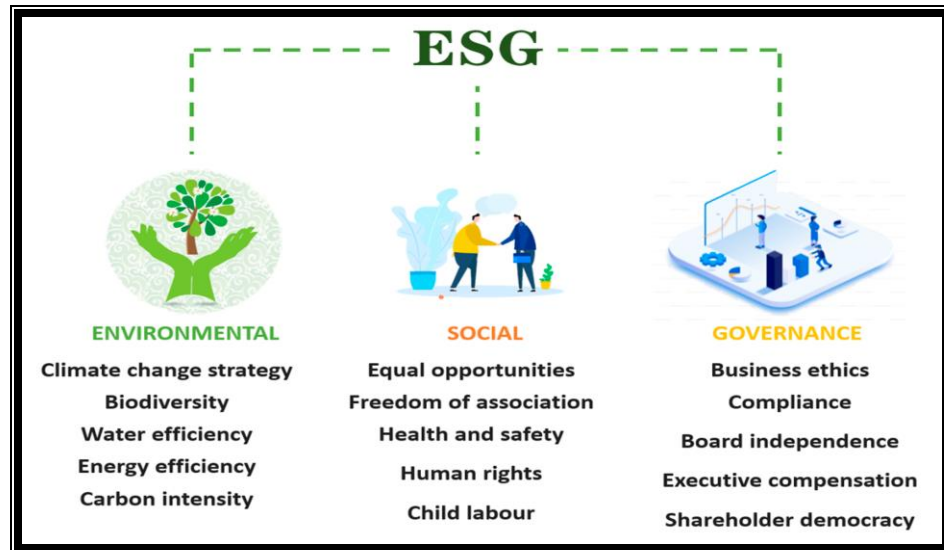 ESG
ENVIRONMENTAL
Climate change strategy
Biodiversity
Water efficiency
Energy efficiency
Carbon intensity
SOCIAL
Equal opportunities
Freedom of association
Health and safety
Human rights
Child labour
GOVERNANCE
Business ethics
Compliance
Board independence
Executive compensation
Shareholder democracy